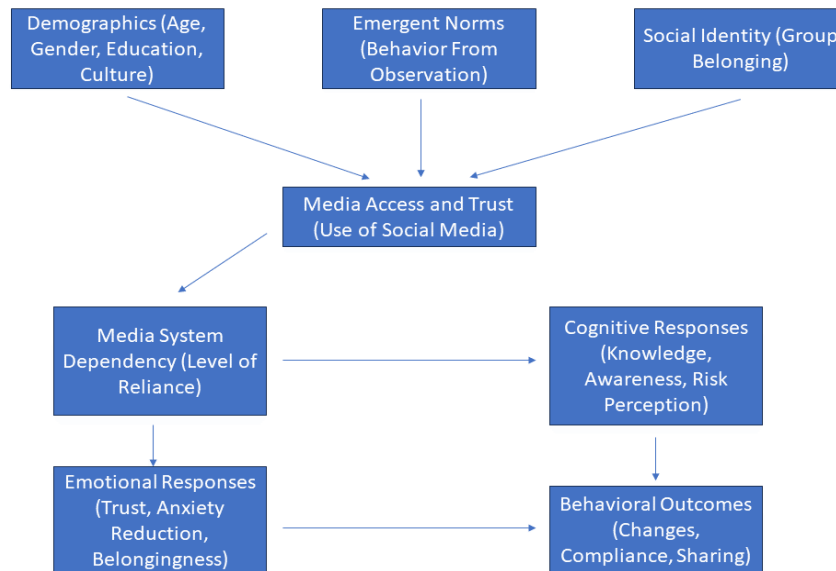 Demographics (Age,
Gender, Education,
Culture)
Emergent Norms
(Behavior From
Observation)
Social Identity (Group
Belonging)
Media Access and Trust
(Use of Social Media)
Media System
Dependency (Level of
Reliance)
Cognitive Responses
(Knowledge,
Awareness, Risk
Perception)
Emotional Responses
(Trust, Anxiety
Reduction,
Belongingness)
Behavioral Outcomes
(Changes,
Compliance, Sharing)